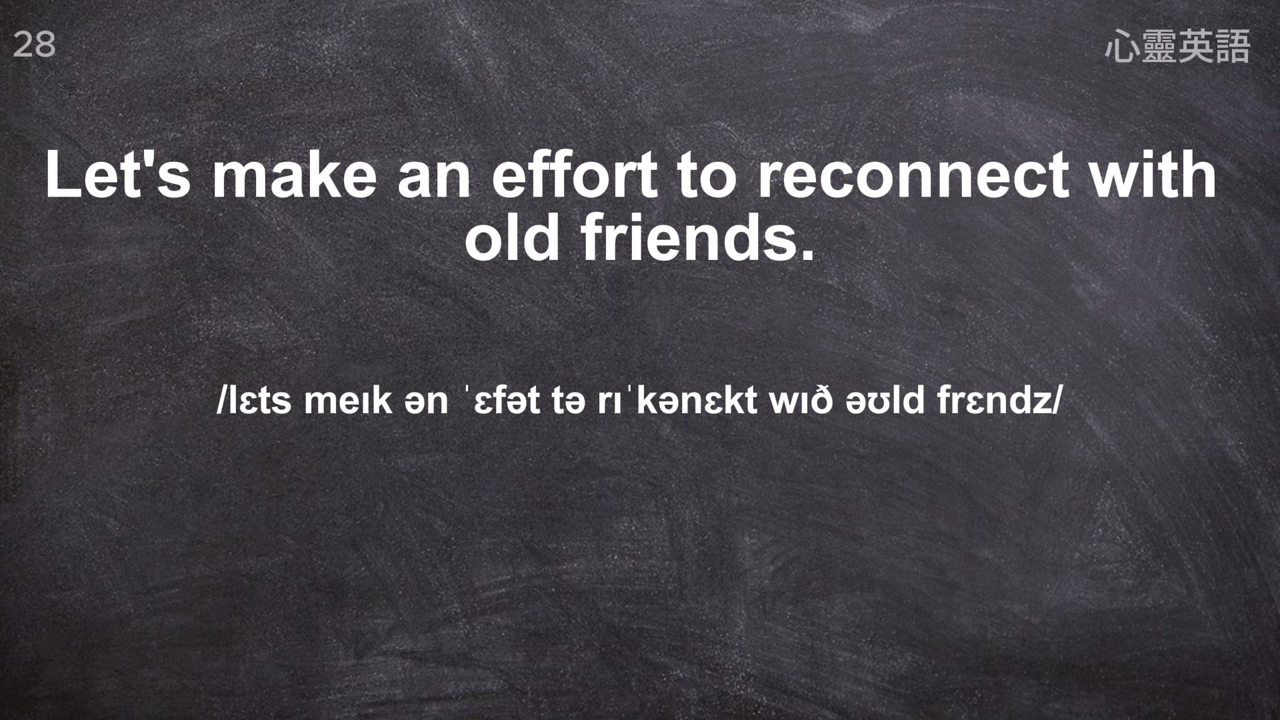 28
心靈英語
Let's make an effort to reconnect with
old friends.
/lɛts meɪk ən ˈɛfət tə rɪˈkənɛkt wɪð əʊld frɛndz/